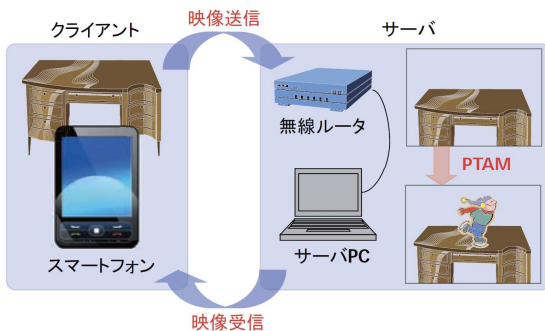 映像送信
クライアント
サーバ
無線ルータ
PTAM
スマートフォン
サーバPC
映像受信